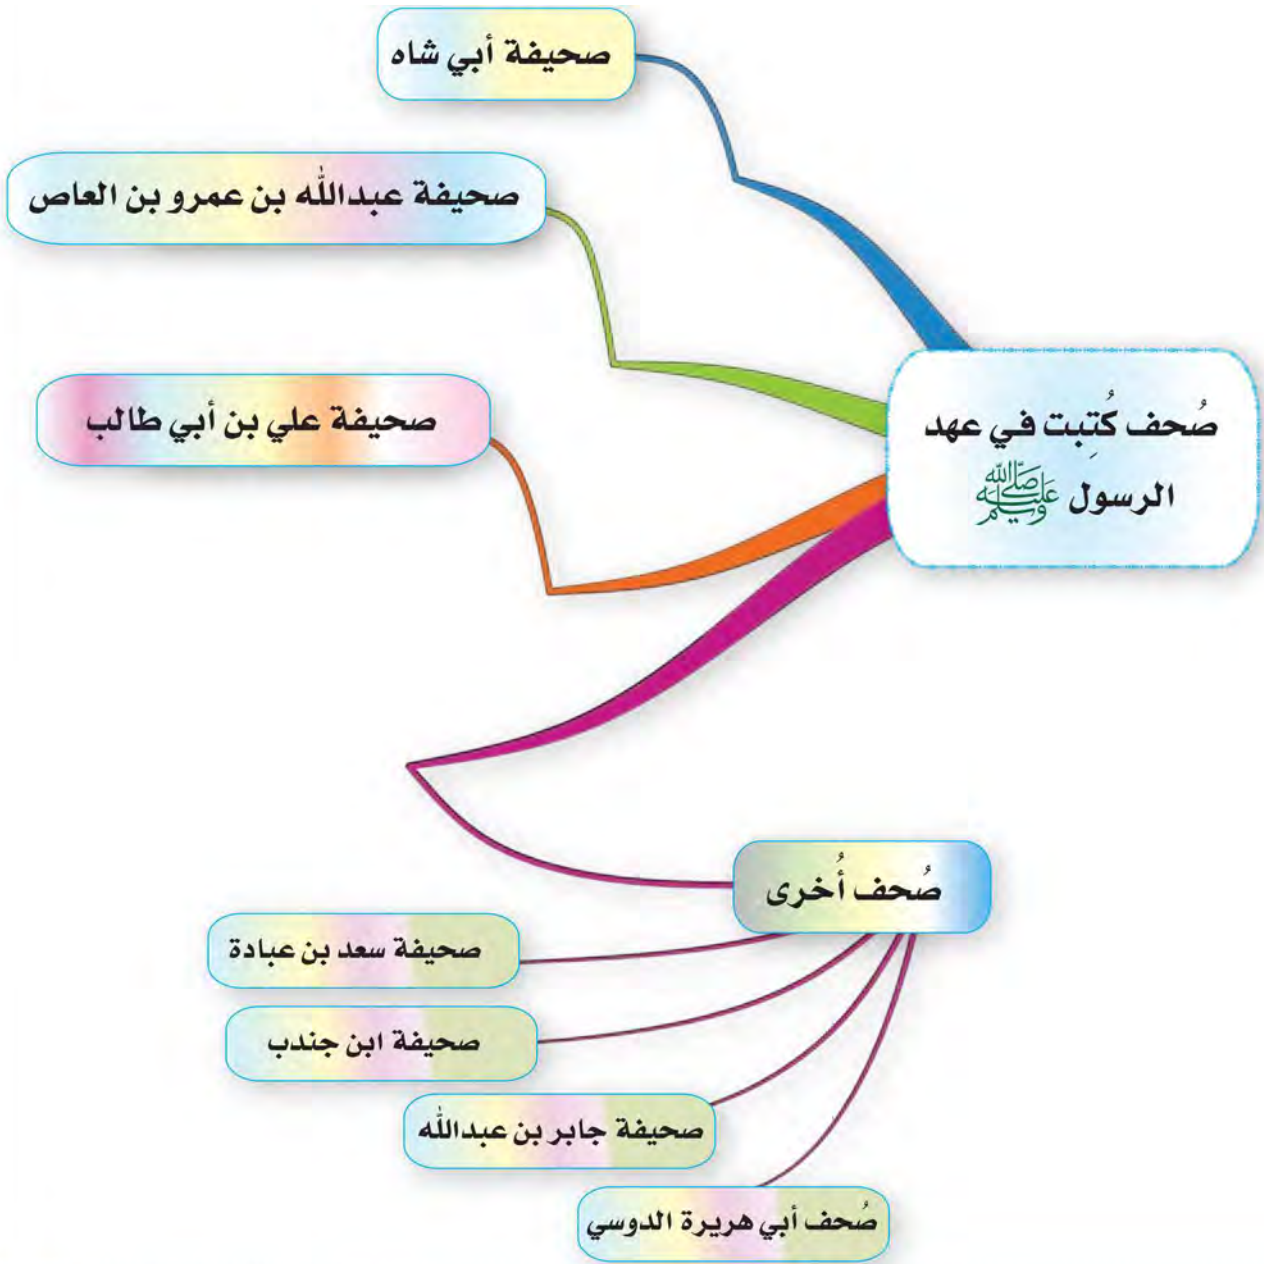 صحيفة أبي شاه
صحيفة عبدالله بن عمرو بن العاص
صحيفة علي بن أبي طالب
صُحف كُتِبت في عهد
الرسول ﷺ
صُحف أُخرى
صحيفة سعد بن عبادة
صحيفة ابن جندب
صحيفة جابر بن عبدالله
صُحف أبي هريرة الدوسي